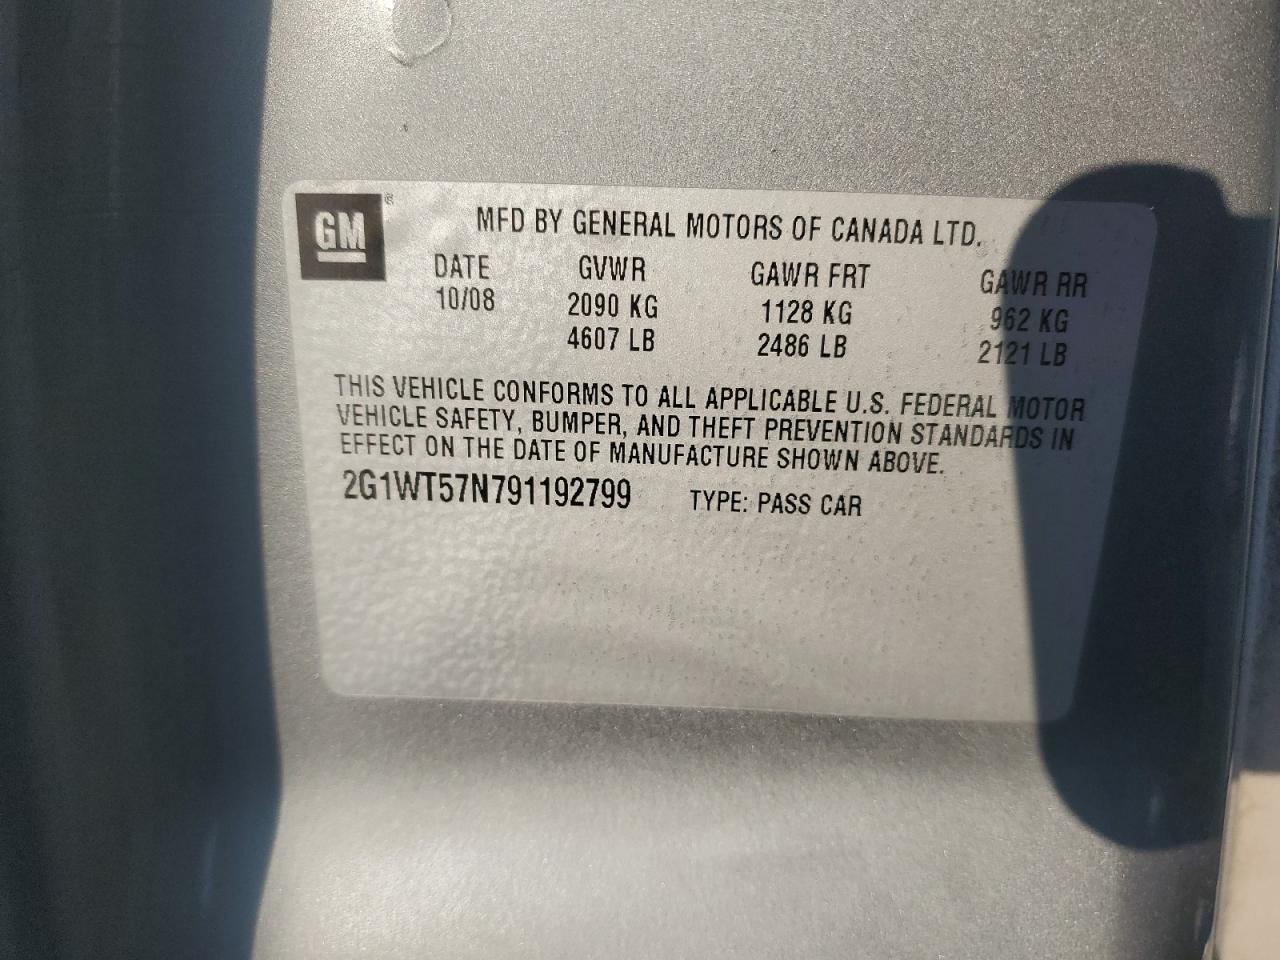 GM®
MFD BY GENERAL MOTORS OF CANADA LTD.
DATE GVWR GAWR FRT GAWR RR
10/08 2090 KG 1128 KG 962 KG
4607 LB 2486 LB 2121 LB
THIS VEHICLE CONFORMS TO ALL APPLICABLE U.S. FEDERAL MOTOR
VEHICLE SAFETY, BUMPER, AND THEFT PREVENTION STANDARDS IN
EFFECT ON THE DATE OF MANUFACTURE SHOWN ABOVE.
2G1WT57N791192799 TYPE: PASS CAR